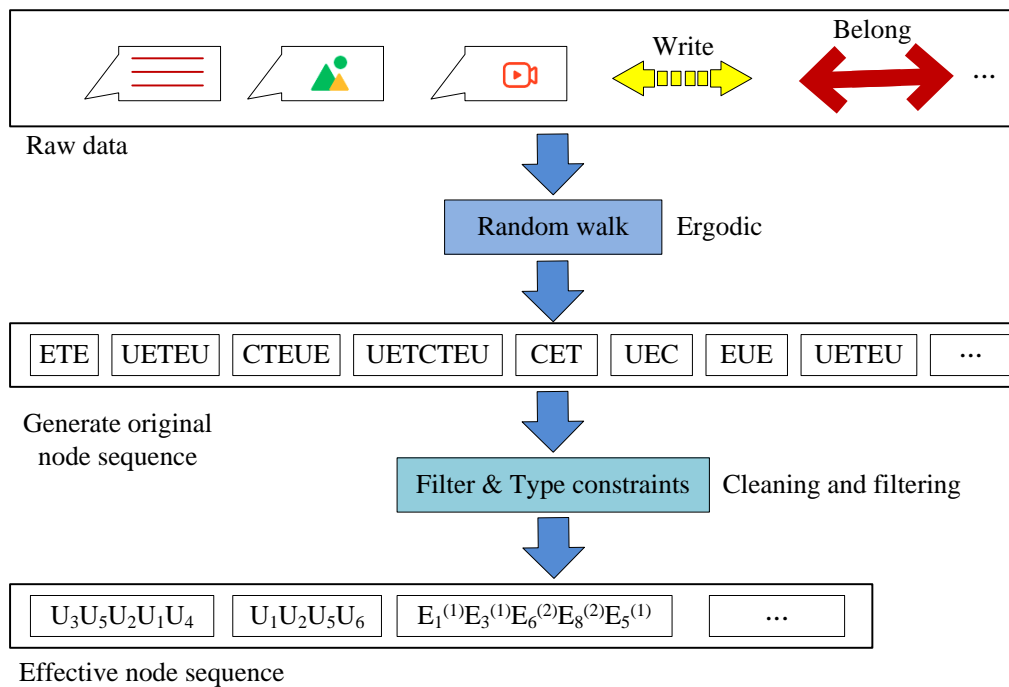 Write
Belong
...
Raw data
Random walk
Ergodic
ETE
UETEU
CTEUE
UETCTEU
CET
UEC
EUE
UETEU
...
Generate original
node sequence
Filter & Type constraints
Cleaning and filtering
U₃U₅U₂U₁U₄
U₁U₂U₅U₆
E₁⁽¹⁾E₃⁽¹⁾E₆⁽²⁾E₈⁽²⁾E₅⁽¹⁾
...
Effective node sequence